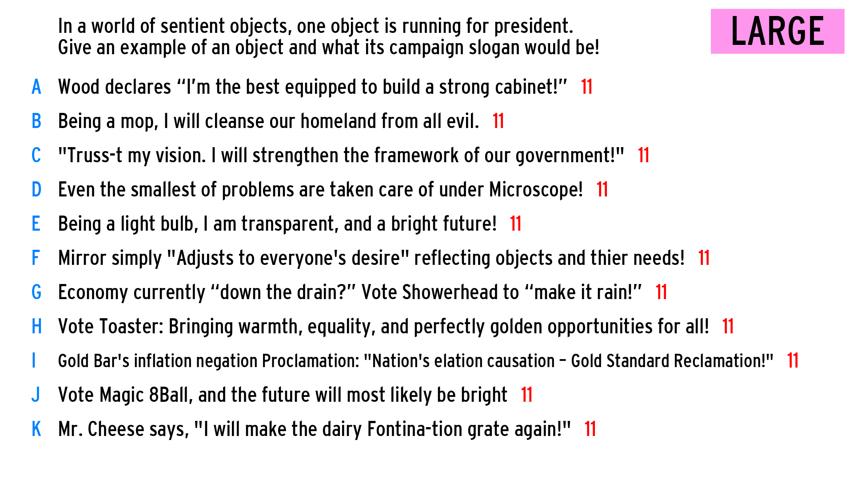 In a world of sentient objects, one object is running for president.
Give an example of an object and what its campaign slogan would be!
LARGE
A Wood declares “I’m the best equipped to build a strong cabinet!” 11
B Being a mop, I will cleanse our homeland from all evil. 11
C "Truss-t my vision. I will strengthen the framework of our government!" 11
D Even the smallest of problems are taken care of under Microscope! 11
E Being a light bulb, I am transparent, and a bright future! 11
F Mirror simply "Adjusts to everyone's desire" reflecting objects and thier needs! 11
G Economy currently “down the drain?” Vote Showerhead to “make it rain!” 11
H Vote Toaster: Bringing warmth, equality, and perfectly golden opportunities for all! 11
I Gold Bar's inflation negation Proclamation: "Nation's elation causation – Gold Standard Reclamation!" 11
J Vote Magic 8Ball, and the future will most likely be bright 11
K Mr. Cheese says, "I will make the dairy Fontina-tion grate again!" 11